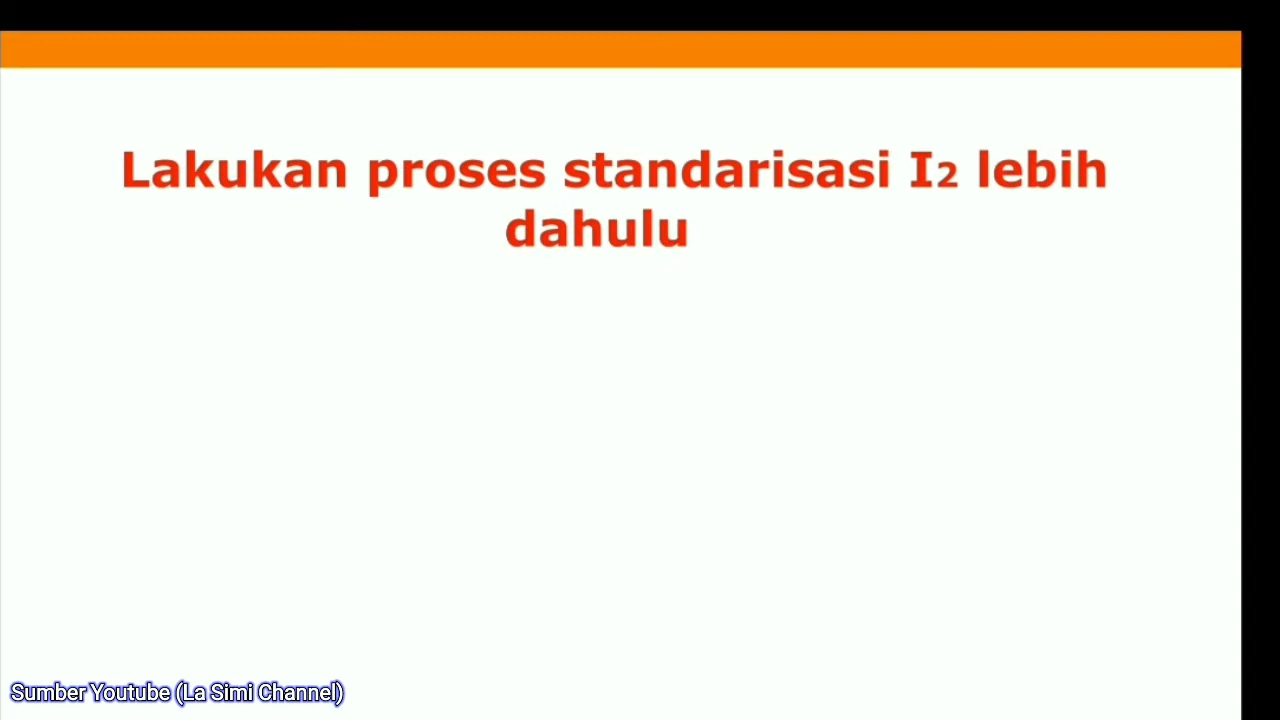 Lakukan proses standarisasi I₂ lebih
dahulu
Sumber Youtube (La Simi Channel)